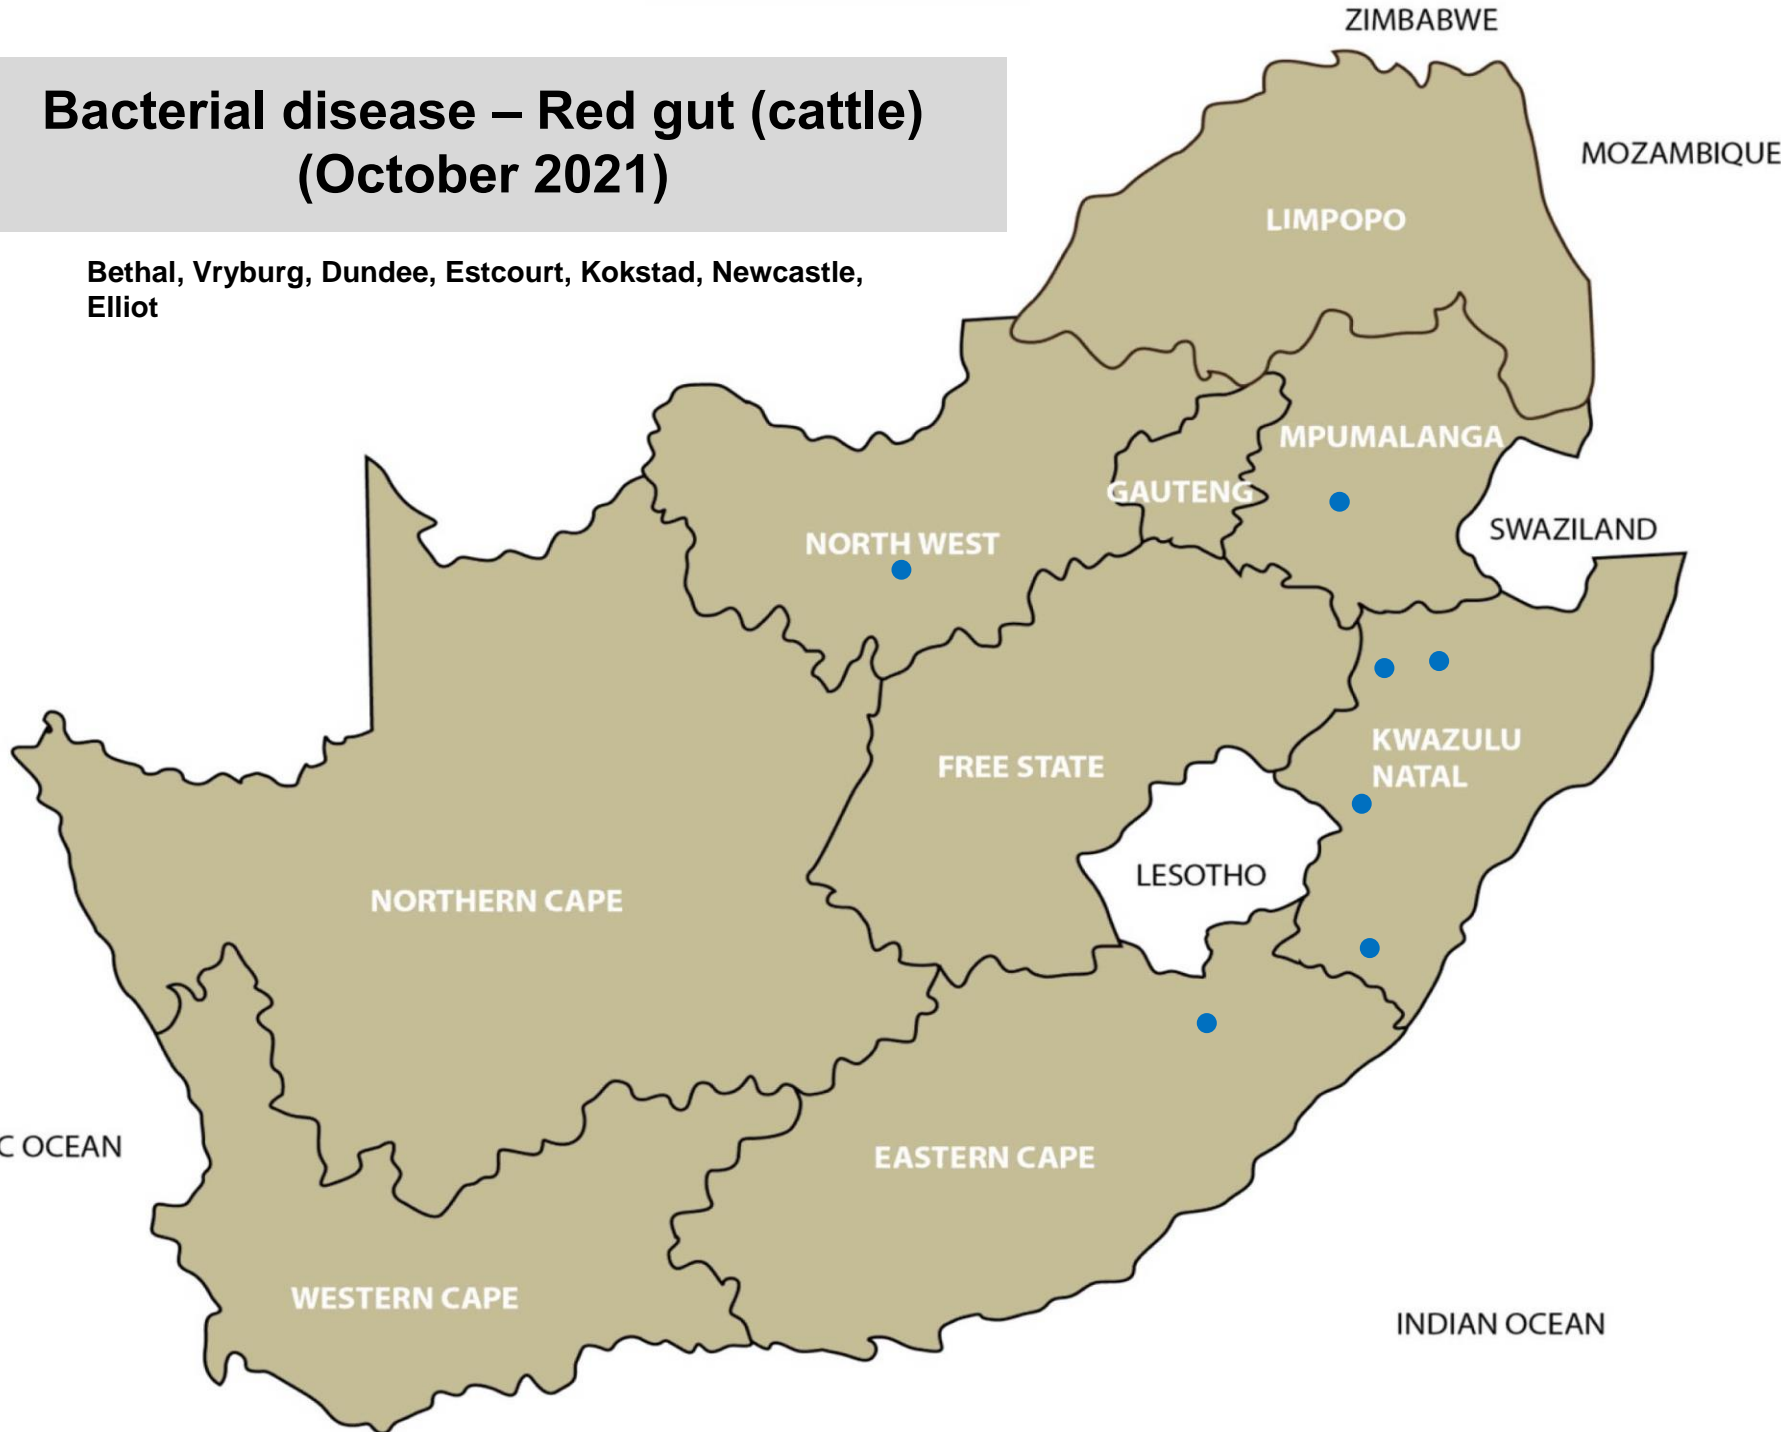 ZIMBABWE
Bacterial disease – Red gut (cattle)
(October 2021)
MOZAMBIQUE
LIMPOPO
Bethal, Vryburg, Dundee, Estcourt, Kokstad, Newcastle,
Elliot
MPUMALANGA
GAUTENG
SWAZILAND
NORTH WEST
KWAZULU
NATAL
FREE STATE
LESOTHO
NORTHERN CAPE
C OCEAN
EASTERN CAPE
WESTERN CAPE
INDIAN OCEAN